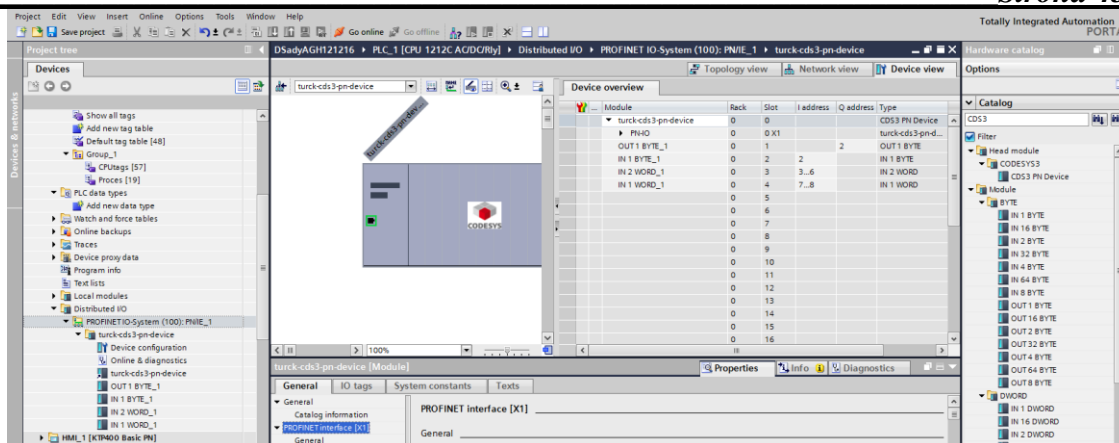 Project Edit View Insert Online Options Tools Window Help
Totally Integrated Automation
PORTA
Save project
Go online
Go offline
Project tree
DSadyAGH121216 PLC_1 [CPU 1212C AC/DC/Rly] Distributed I/O PROFINET IO-System (100): PN/IE_1 turck-cds3-pn-device
Hardware catalog
Devices
Topology view Network view Device view
Options
Devices & networks
Show all tags
Add new tag table
Default tag table [48]
Group_1
CPUtags [57]
Proces [19]
PLC data types
Add new data type
Watch and force tables
Online backups
Traces
Device proxy data
Program info
Text lists
Local modules
Distributed I/O
PROFINET IO-System (100): PN/IE_1
turck-cds3-pn-device
Device configuration
Online & diagnostics
turck-cds3-pn-device
OUT 1 BYTE_1
IN 1 BYTE_1
IN 2 WORD_1
IN 1 WORD_1
HMI_1 [KTP400 Basic PN]
turck-cds3-pn-device
turck-cds3-pn-dev...
CODESYS
100%
Device overview
... Module Rack Slot I address Q address Type
turck-cds3-pn-device 0 0 CDS3 PN Device
PN-IO 0 0 X1 turck-cds3-pn-d...
OUT 1 BYTE_1 0 1 2 OUT 1 BYTE
IN 1 BYTE_1 0 2 2 IN 1 BYTE
IN 2 WORD_1 0 3 3...6 IN 2 WORD
IN 1 WORD_1 0 4 7...8 IN 1 WORD
0 5
0 6
0 7
0 8
0 9
0 10
0 11
0 12
0 13
0 14
0 15
0 16
turck-cds3-pn-device [Module]
Properties Info Diagnostics
General IO tags System constants Texts
General
Catalog information
PROFINET interface [X1]
General
PROFINET interface [X1]
General
Catalog
CDS3
Filter
Head module
CODESYS3
CDS3 PN Device
Module
BYTE
IN 1 BYTE
IN 16 BYTE
IN 2 BYTE
IN 32 BYTE
IN 4 BYTE
IN 64 BYTE
IN 8 BYTE
OUT 1 BYTE
OUT 16 BYTE
OUT 2 BYTE
OUT 32 BYTE
OUT 4 BYTE
OUT 64 BYTE
OUT 8 BYTE
DWORD
IN 1 DWORD
IN 16 DWORD
IN 2 DWORD